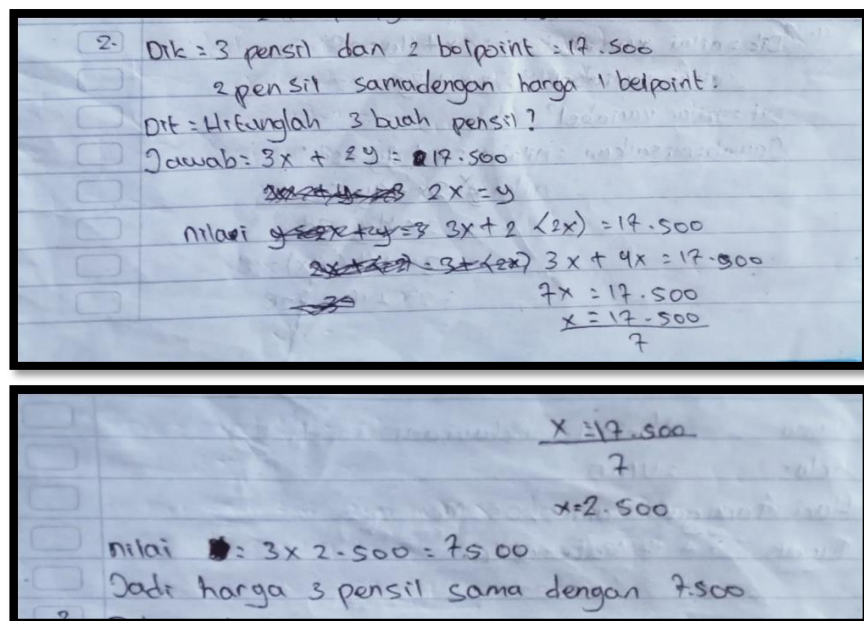 2. Dik = 3 pensil dan 2 bolpoint = 17.500
2 pensil samadengan harga 1 belpoint.
Dit = Hitunglah 3 buah pensil?
Jawab = 3x + 2y = 17.500
2x = y
nilai 3x + 2 (2x) = 17.500
3x + 4x = 17.500
7x = 17.500
x = 17.500
7
x = 17.500
7
x = 2.500
nilai = 3 x 2.500 = 7500
Jadi harga 3 pensil sama dengan 7.500